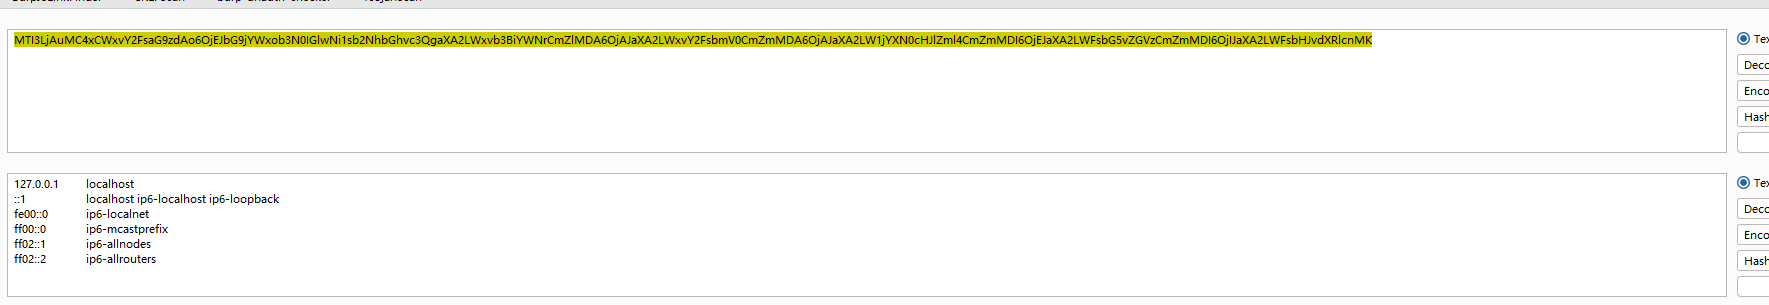 MTI3LjAuMC4xCWxvY2FsaG9zdAo6OjEJbG9jYWxob3N0IGlwNi1sb2NhbGhvc3QgaXA2LWxvb3BiYWNrCmZlMDA6OjAJaXA2LWxvY2FsbmV0CmZmMDA6OjAJaXA2LW1jYXN0cHJlZml4CmZmMDI6OjEJaXA2LWFsbG5vZGVzCmZmMDI6OjIJaXA2LWFsbHJvdXRlcnMK
Tex
Deco
Enco
Hash
127.0.0.1 localhost
::1 localhost ip6-localhost ip6-loopback
fe00::0 ip6-localnet
ff00::0 ip6-mcastprefix
ff02::1 ip6-allnodes
ff02::2 ip6-allrouters
Tex
Deco
Enco
Hash